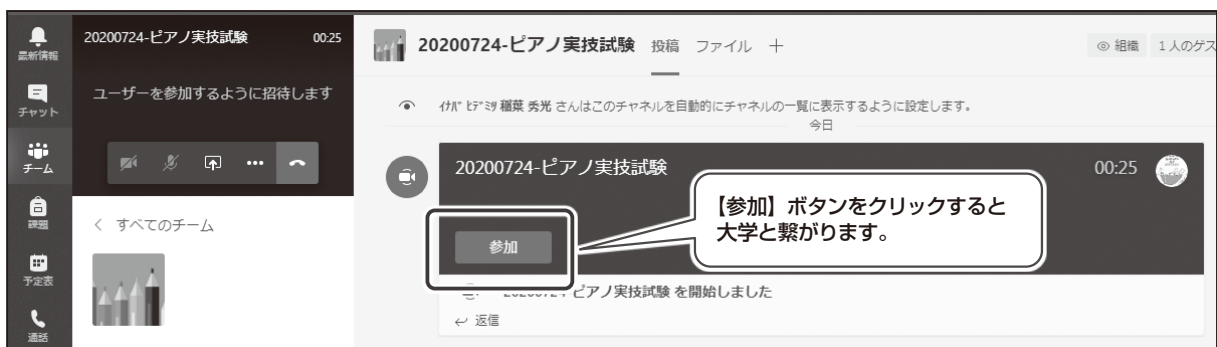 最新情報
チャット
チーム
課題
予定表
通話
20200724-ピアノ実技試験 00:25
ユーザーを参加するように招待します
< すべてのチーム
20200724-ピアノ実技試験 投稿 ファイル +
組織 1人のゲス
ｲﾅﾊﾞ ﾋﾃﾞﾐﾂ 稲葉 秀光 さんはこのチャネルを自動的にチャネルの一覧に表示するように設定します。
今日
20200724-ピアノ実技試験 00:25
参加
【参加】ボタンをクリックすると
大学と繋がります。
20200724-ピアノ実技試験 を開始しました
返信